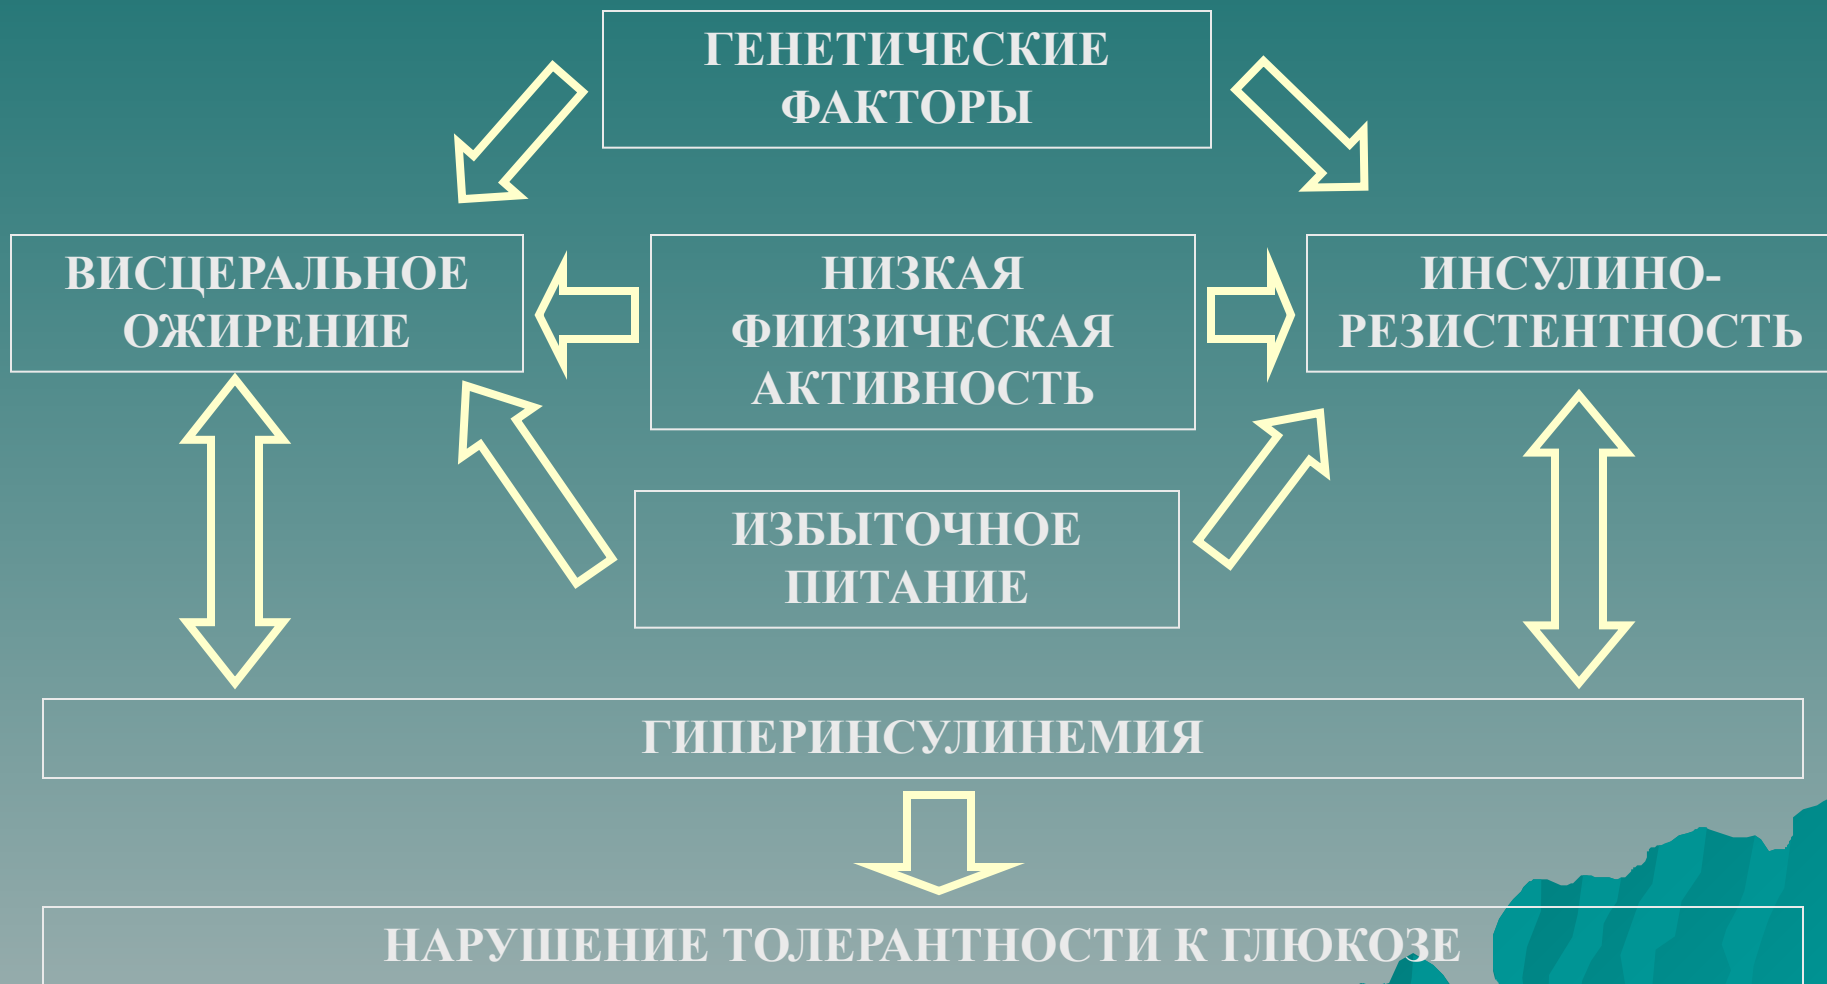 ГЕНЕТИЧЕСКИЕ
ФАКТОРЫ
ВИСЦЕРАЛЬНОЕ
ОЖИРЕНИЕ
НИЗКАЯ
ФИИЗИЧЕСКАЯ
АКТИВНОСТЬ
ИНСУЛИНО-
РЕЗИСТЕНТНОСТЬ
ИЗБЫТОЧНОЕ
ПИТАНИЕ
ГИПЕРИНСУЛИНЕМИЯ
НАРУШЕНИЕ ТОЛЕРАНТНОСТИ К ГЛЮКОЗЕ